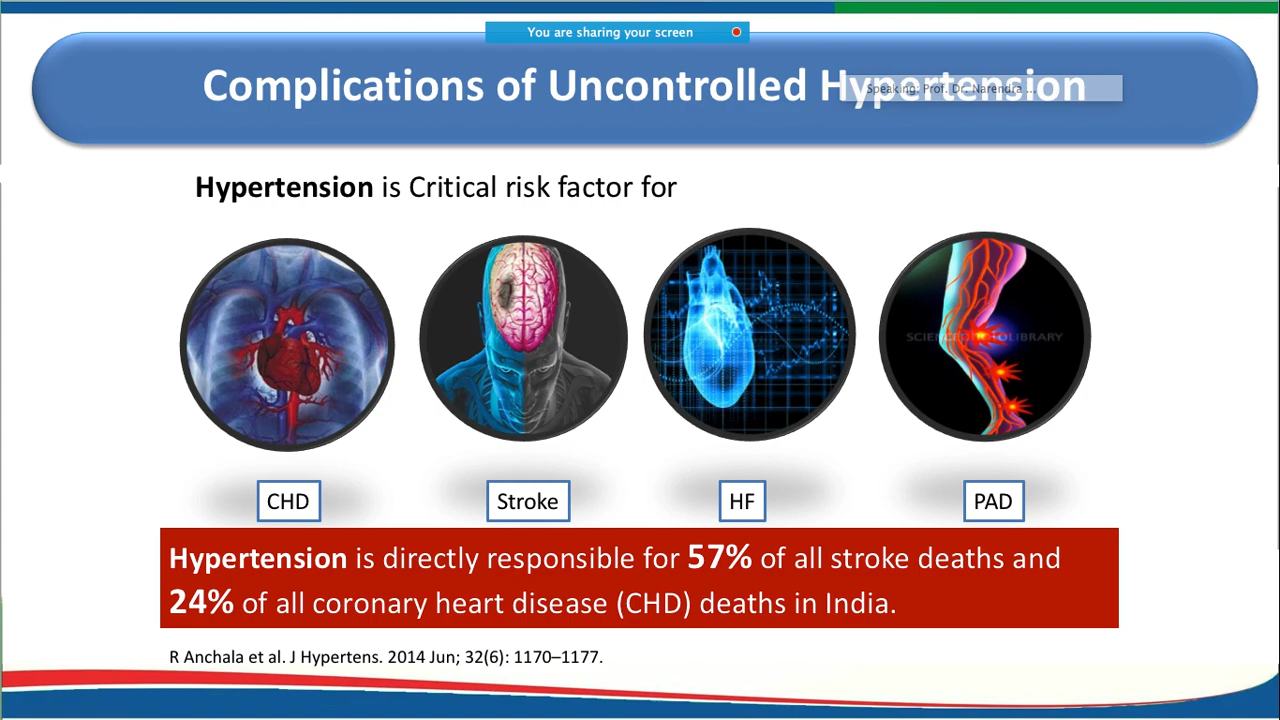 You are sharing your screen
Complications of Uncontrolled Hypertension
Speaking: Prof. Dr. Narendra ...
Hypertension is Critical risk factor for
CHD
Stroke
HF
PAD
Hypertension is directly responsible for 57% of all stroke deaths and
24% of all coronary heart disease (CHD) deaths in India.
R Anchala et al. J Hypertens. 2014 Jun; 32(6): 1170–1177.